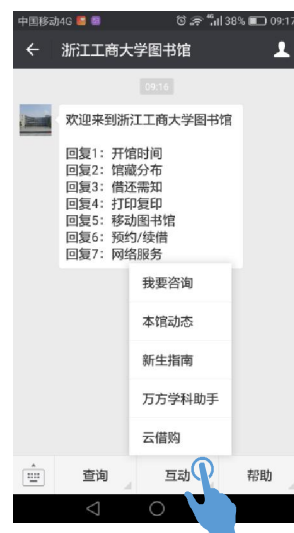 中国移动4G 38% 09:17
浙江工商大学图书馆
09:16
欢迎来到浙江工商大学图书馆
回复1：开馆时间
回复2：馆藏分布
回复3：借还需知
回复4：打印复印
回复5：移动图书馆
回复6：预约/续借
回复7：网络服务
我要咨询
本馆动态
新生指南
万方学科助手
云借购
查询 互动 帮助